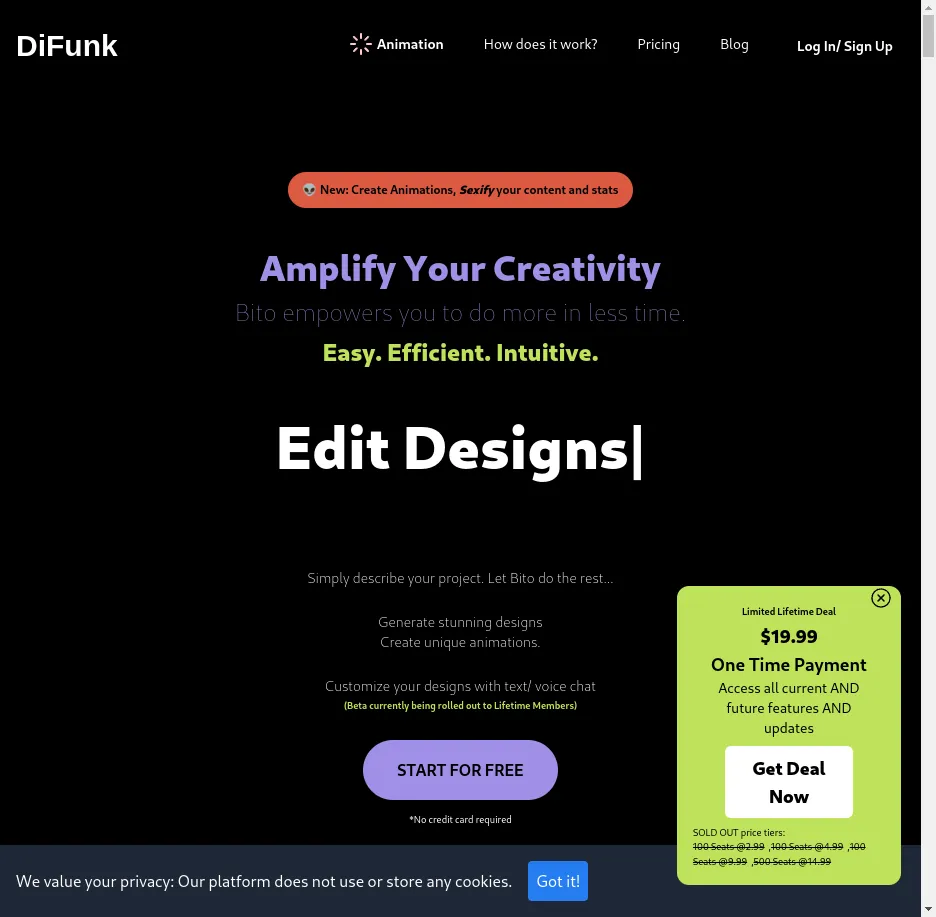 DiFunk
Animation
How does it work?
Pricing
Blog
Log In/ Sign Up
👽 New: Create Animations, Sexify your content and stats
Amplify Your Creativity
Bito empowers you to do more in less time.
Easy. Efficient. Intuitive.
Edit Designs|
Simply describe your project. Let Bito do the rest...
Generate stunning designs
Create unique animations.
Customize your designs with text/ voice chat
(Beta currently being rolled out to Lifetime Members)
START FOR FREE
*No credit card required
Limited Lifetime Deal
$19.99
One Time Payment
Access all current AND
future features AND
updates
Get Deal
Now
SOLD OUT price tiers:
100 Seats @2.99 ,100 Seats @4.99 ,100
Seats @9.99 ,500 Seats @14.99
We value your privacy: Our platform does not use or store any cookies.
Got it!